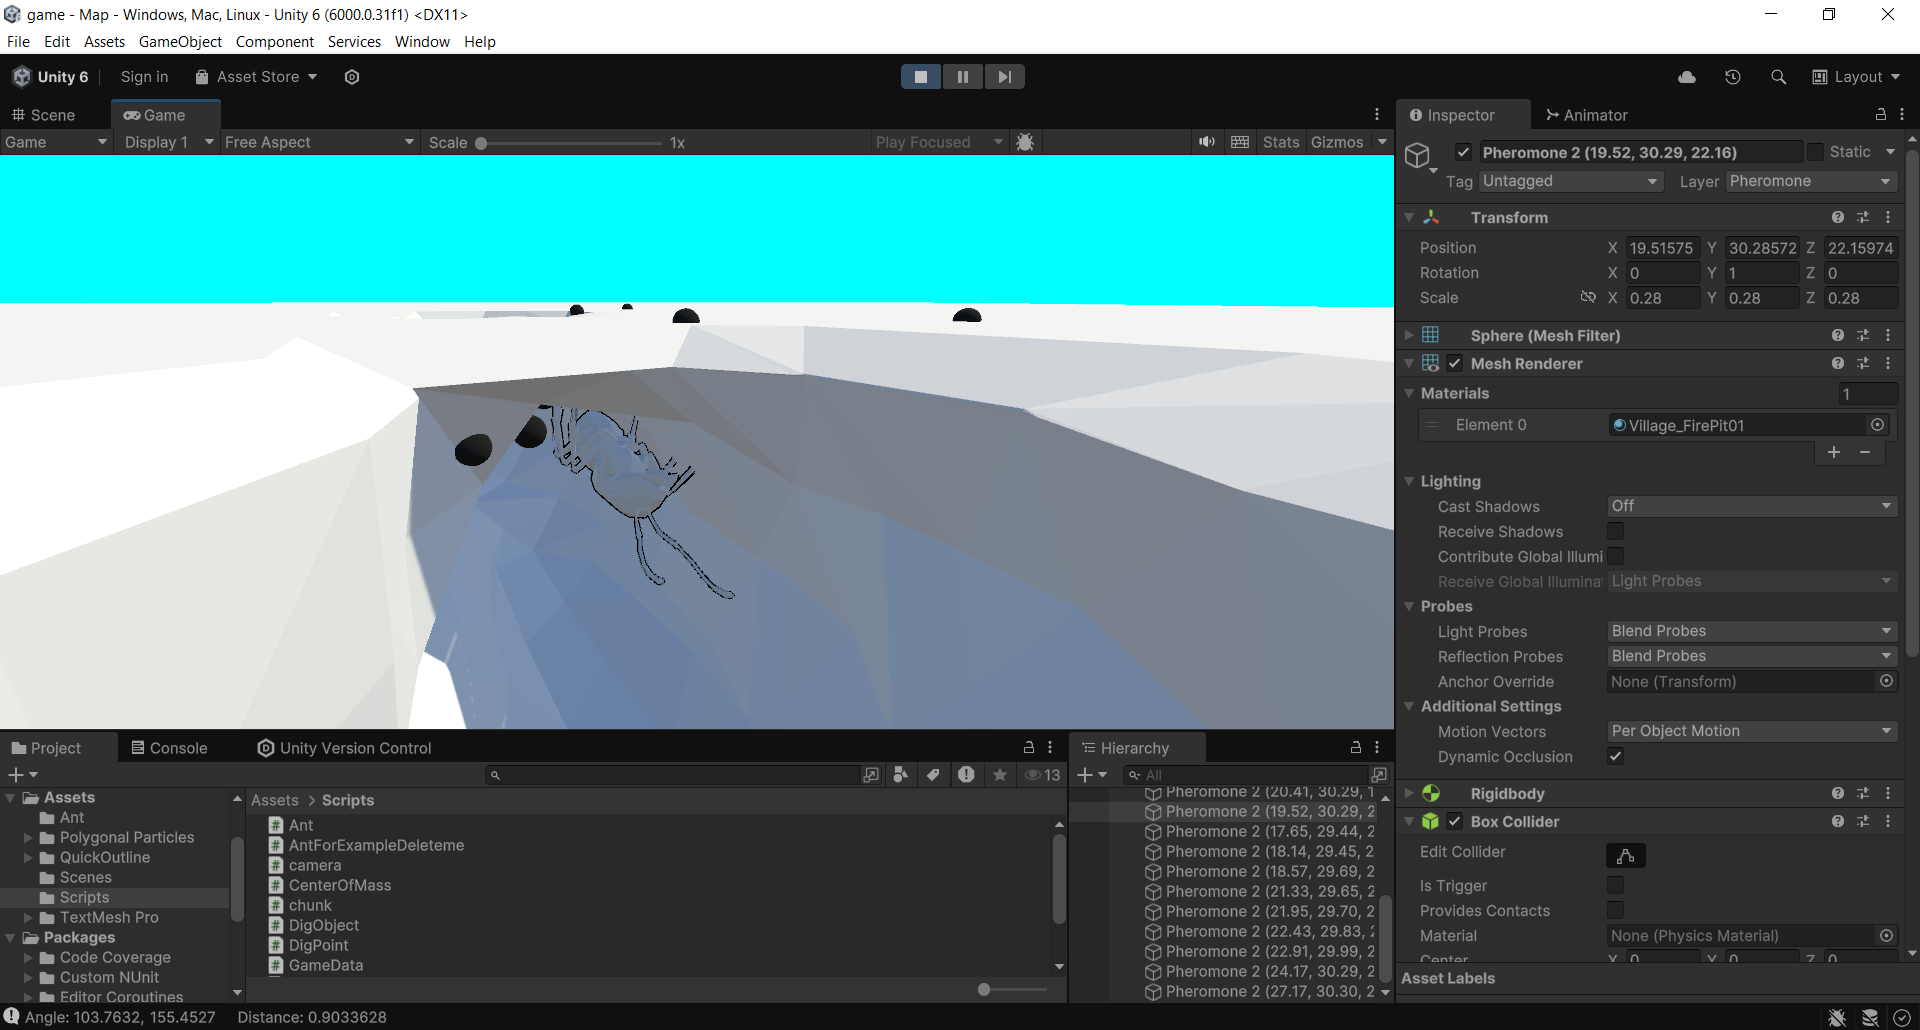 game - Map - Windows, Mac, Linux - Unity 6 (6000.0.31f1) <DX11>
File Edit Assets GameObject Component Services Window Help
Unity 6 Sign in Asset Store Layout
Scene Game
Game Display 1 Free Aspect Scale 1x Play Focused Stats Gizmos
Inspector Animator
Pheromone 2 (19.52, 30.29, 22.16) Static
Tag Untagged Layer Pheromone
Transform
Position X 19.51575 Y 30.28572 Z 22.15974
Rotation X 0 Y 1 Z 0
Scale X 0.28 Y 0.28 Z 0.28
Sphere (Mesh Filter)
Mesh Renderer
Materials 1
Element 0 Village_FirePit01
Lighting
Cast Shadows Off
Receive Shadows
Contribute Global Illumi
Receive Global Illumina Light Probes
Probes
Light Probes Blend Probes
Reflection Probes Blend Probes
Anchor Override None (Transform)
Additional Settings
Motion Vectors Per Object Motion
Dynamic Occlusion
Rigidbody
Box Collider
Edit Collider
Is Trigger
Provides Contacts
Material None (Physics Material)
Center X 0 Y 0 Z 0
Asset Labels
Project Console Unity Version Control
13
Assets
Ant
Polygonal Particles
QuickOutline
Scenes
Scripts
TextMesh Pro
Packages
Code Coverage
Custom NUnit
Editor Coroutines
Assets > Scripts
Ant
AntForExampleDeleteme
camera
CenterOfMass
chunk
DigObject
DigPoint
GameData
Hierarchy
All
Pheromone 2 (20.41, 30.29, 1
Pheromone 2 (19.52, 30.29, 2
Pheromone 2 (17.65, 29.44, 2
Pheromone 2 (18.14, 29.45, 2
Pheromone 2 (18.57, 29.69, 2
Pheromone 2 (21.33, 29.65, 2
Pheromone 2 (21.95, 29.70, 2
Pheromone 2 (22.43, 29.83, 2
Pheromone 2 (22.91, 29.99, 2
Pheromone 2 (24.17, 30.29, 2
Pheromone 2 (27.17, 30.30, 2
Angle: 103.7632, 155.4527 Distance: 0.9033628